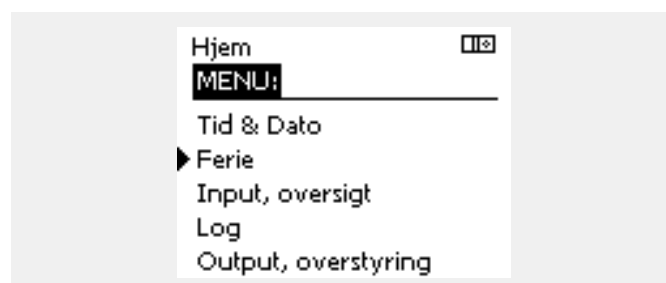 Hjem
MENU:
Tid & Dato
Ferie
Input, oversigt
Log
Output, overstyring